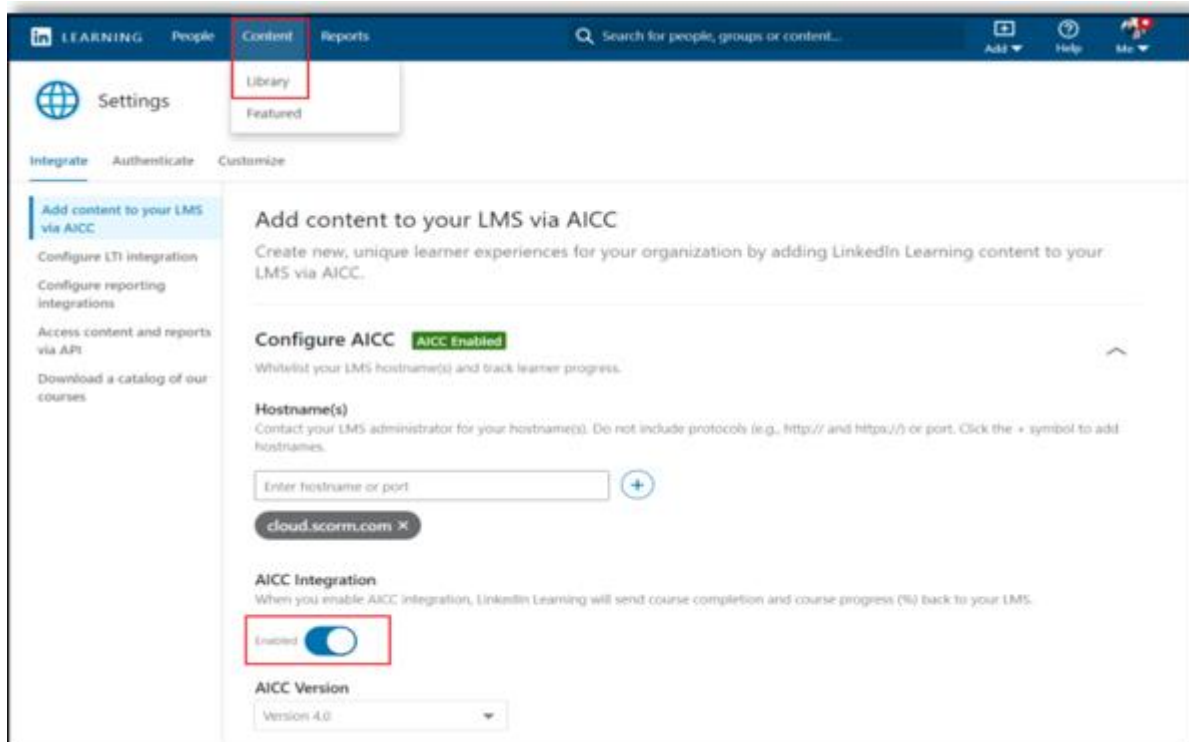 in LEARNING People Content Reports Search for people, groups or content... Add Help Me
Library
Featured
Settings
Integrate Authenticate Customize
Add content to your LMS
via AICC
Configure LTI integration
Configure reporting
integrations
Access content and reports
via API
Download a catalog of our
courses
Add content to your LMS via AICC
Create new, unique learner experiences for your organization by adding LinkedIn Learning content to your
LMS via AICC.
Configure AICC AICC Enabled
Whitelist your LMS hostname(s) and track learner progress.
Hostname(s)
Contact your LMS administrator for your hostname(s). Do not include protocols (e.g., http:// and https://) or port. Click the + symbol to add
hostnames.
Enter hostname or port
cloud.scorm.com ×
AICC Integration
When you enable AICC integration, LinkedIn Learning will send course completion and course progress (%) back to your LMS.
Enabled
AICC Version
Version 4.0